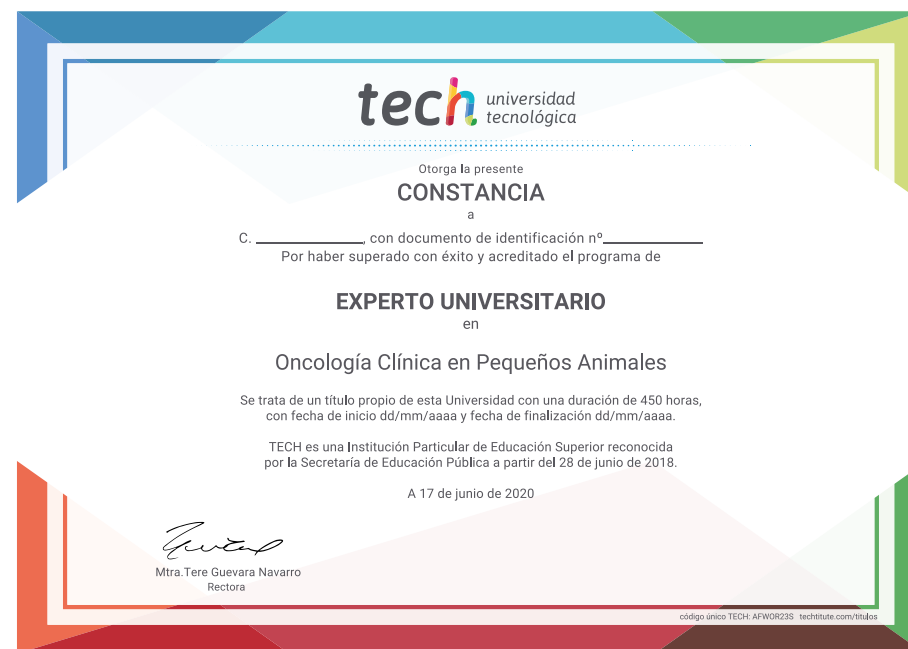 tech universidad
tecnológica
Otorga la presente
CONSTANCIA
a
C. ____________, con documento de identificación nº____________
Por haber superado con éxito y acreditado el programa de
EXPERTO UNIVERSITARIO
en
Oncología Clínica en Pequeños Animales
Se trata de un título propio de esta Universidad con una duración de 450 horas,
con fecha de inicio dd/mm/aaaa y fecha de finalización dd/mm/aaaa.
TECH es una Institución Particular de Educación Superior reconocida
por la Secretaría de Educación Pública a partir del 28 de junio de 2018.
A 17 de junio de 2020
Mtra.Tere Guevara Navarro
Rectora
código único TECH: AFWOR23S techtitute.com/titulos